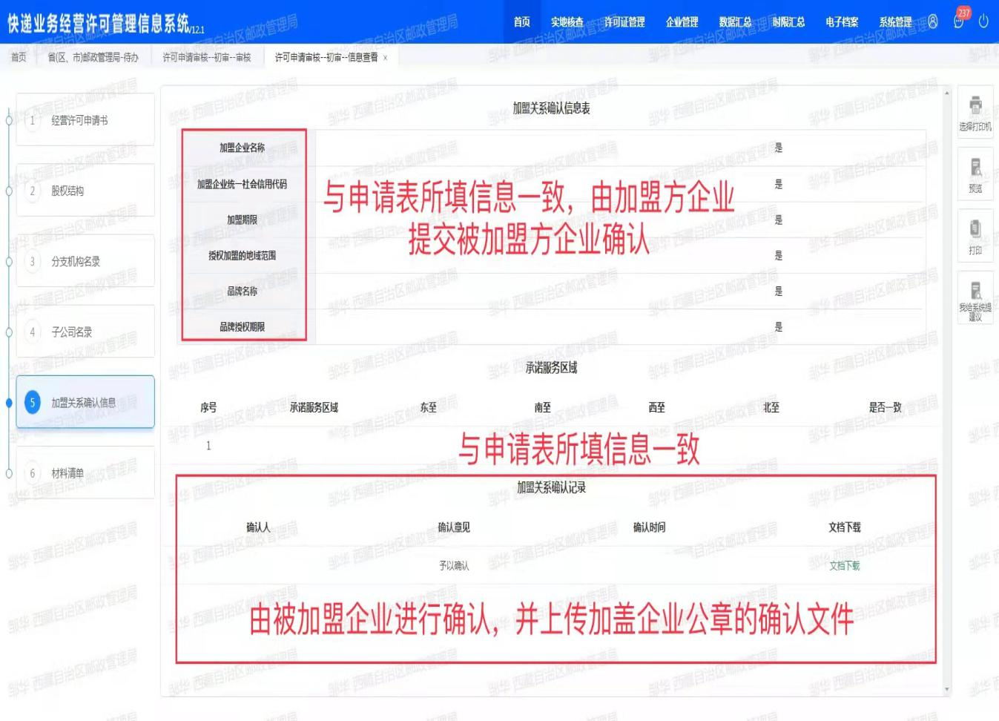 快递业务经营许可管理信息系统V12.1
首页 实地核查 许可证管理 企业管理 数据汇总 时限汇总 电子档案 系统管理 237
首页 省(区、市)邮政管理局-待办 许可申请审核--初审--审核 许可申请审核--初审--信息查看 x
1 经营许可申请书
2 股权结构
3 分支机构名录
4 子公司名录
5 加盟关系确认信息
6 材料清单
加盟关系确认信息表
加盟企业名称 是
加盟企业统一社会信用代码 是
加盟期限 是
授权加盟的地域范围 是
品牌名称 是
品牌授权期限 是
与申请表所填信息一致，由加盟方企业
提交被加盟方企业确认
承诺服务区域
序号 承诺服务区域 东至 南至 西至 北至 是否一致
1
与申请表所填信息一致
加盟关系确认记录
确认人 确认意见 确认时间 文档下载
予以确认 文档下载
由被加盟企业进行确认，并上传加盖企业公章的确认文件
选择打印机
预览
打印
我给系统提
建议
邹华 西藏自治区邮政管理局